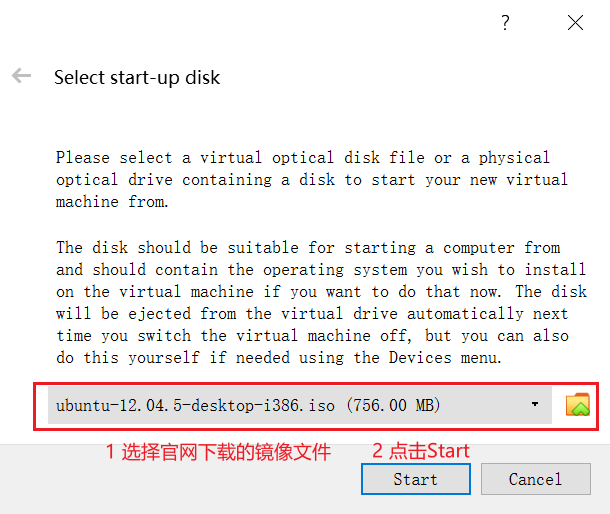 ?
Select start-up disk
Please select a virtual optical disk file or a physical
optical drive containing a disk to start your new virtual
machine from.
The disk should be suitable for starting a computer from
and should contain the operating system you wish to install
on the virtual machine if you want to do that now. The disk
will be ejected from the virtual drive automatically next
time you switch the virtual machine off, but you can also
do this yourself if needed using the Devices menu.
ubuntu-12.04.5-desktop-i386.iso (756.00 MB)
1 选择官网下载的镜像文件
2 点击Start
Start
Cancel